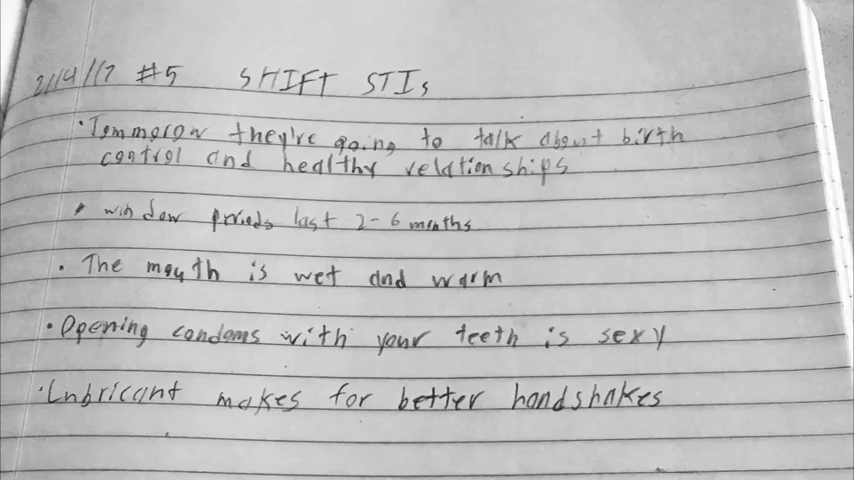 2/14/17 #5 SHIFT STIs
• Tommorow they're going to talk about birth
control and healthy relationships
• window periods last 2-6 months
• The mouth is wet and warm
• Opening condoms with your teeth is sexy
• Lubricant makes for better handshakes